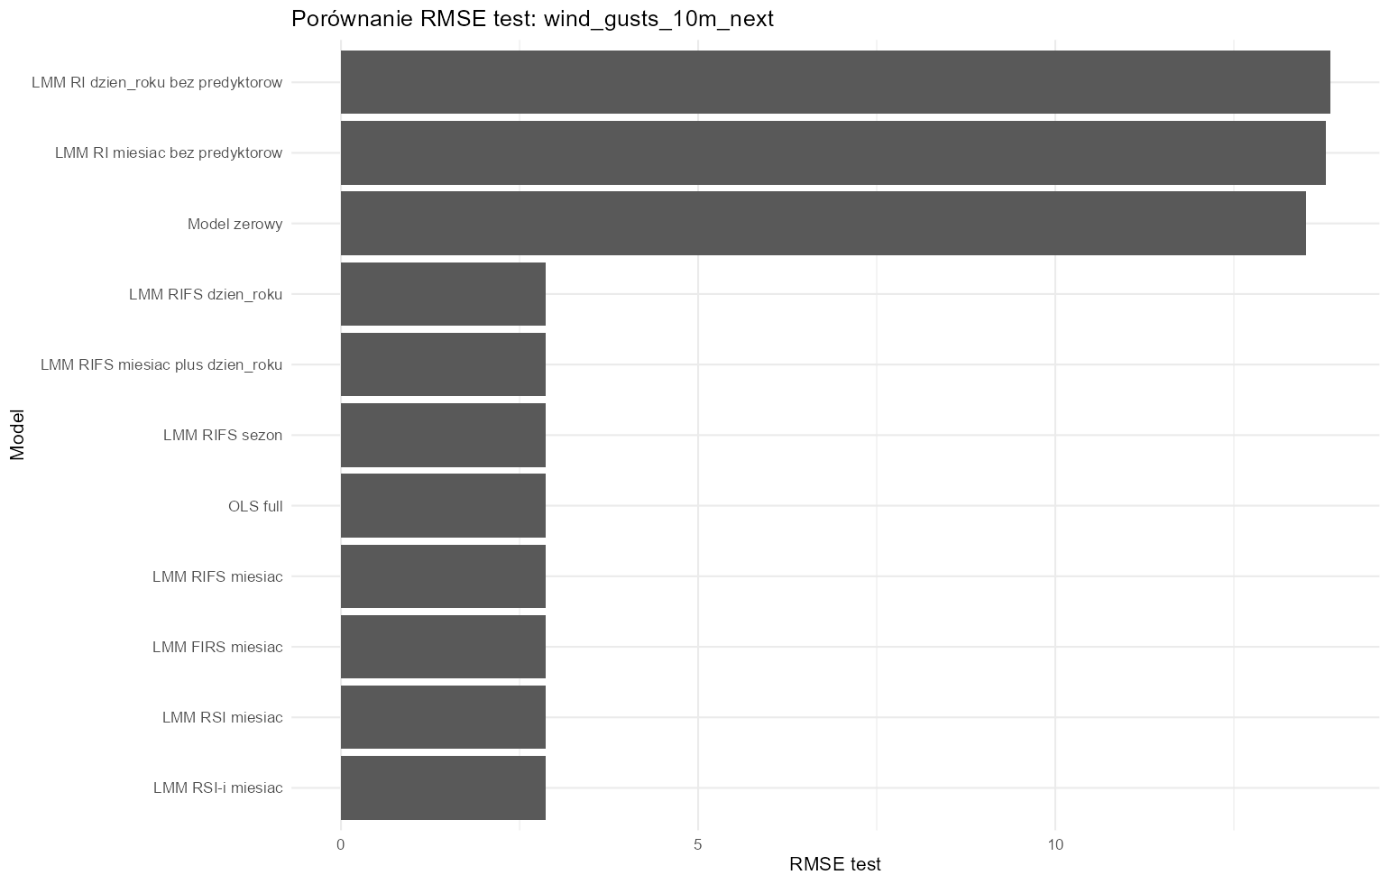 Porównanie RMSE test: wind_gusts_10m_next
LMM RI dzien_roku bez predyktorow
LMM RI miesiac bez predyktorow
Model zerowy
LMM RIFS dzien_roku
LMM RIFS miesiac plus dzien_roku
LMM RIFS sezon
OLS full
LMM RIFS miesiac
LMM FIRS miesiac
LMM RSI miesiac
LMM RSI-i miesiac
Model
0 5 10
RMSE test